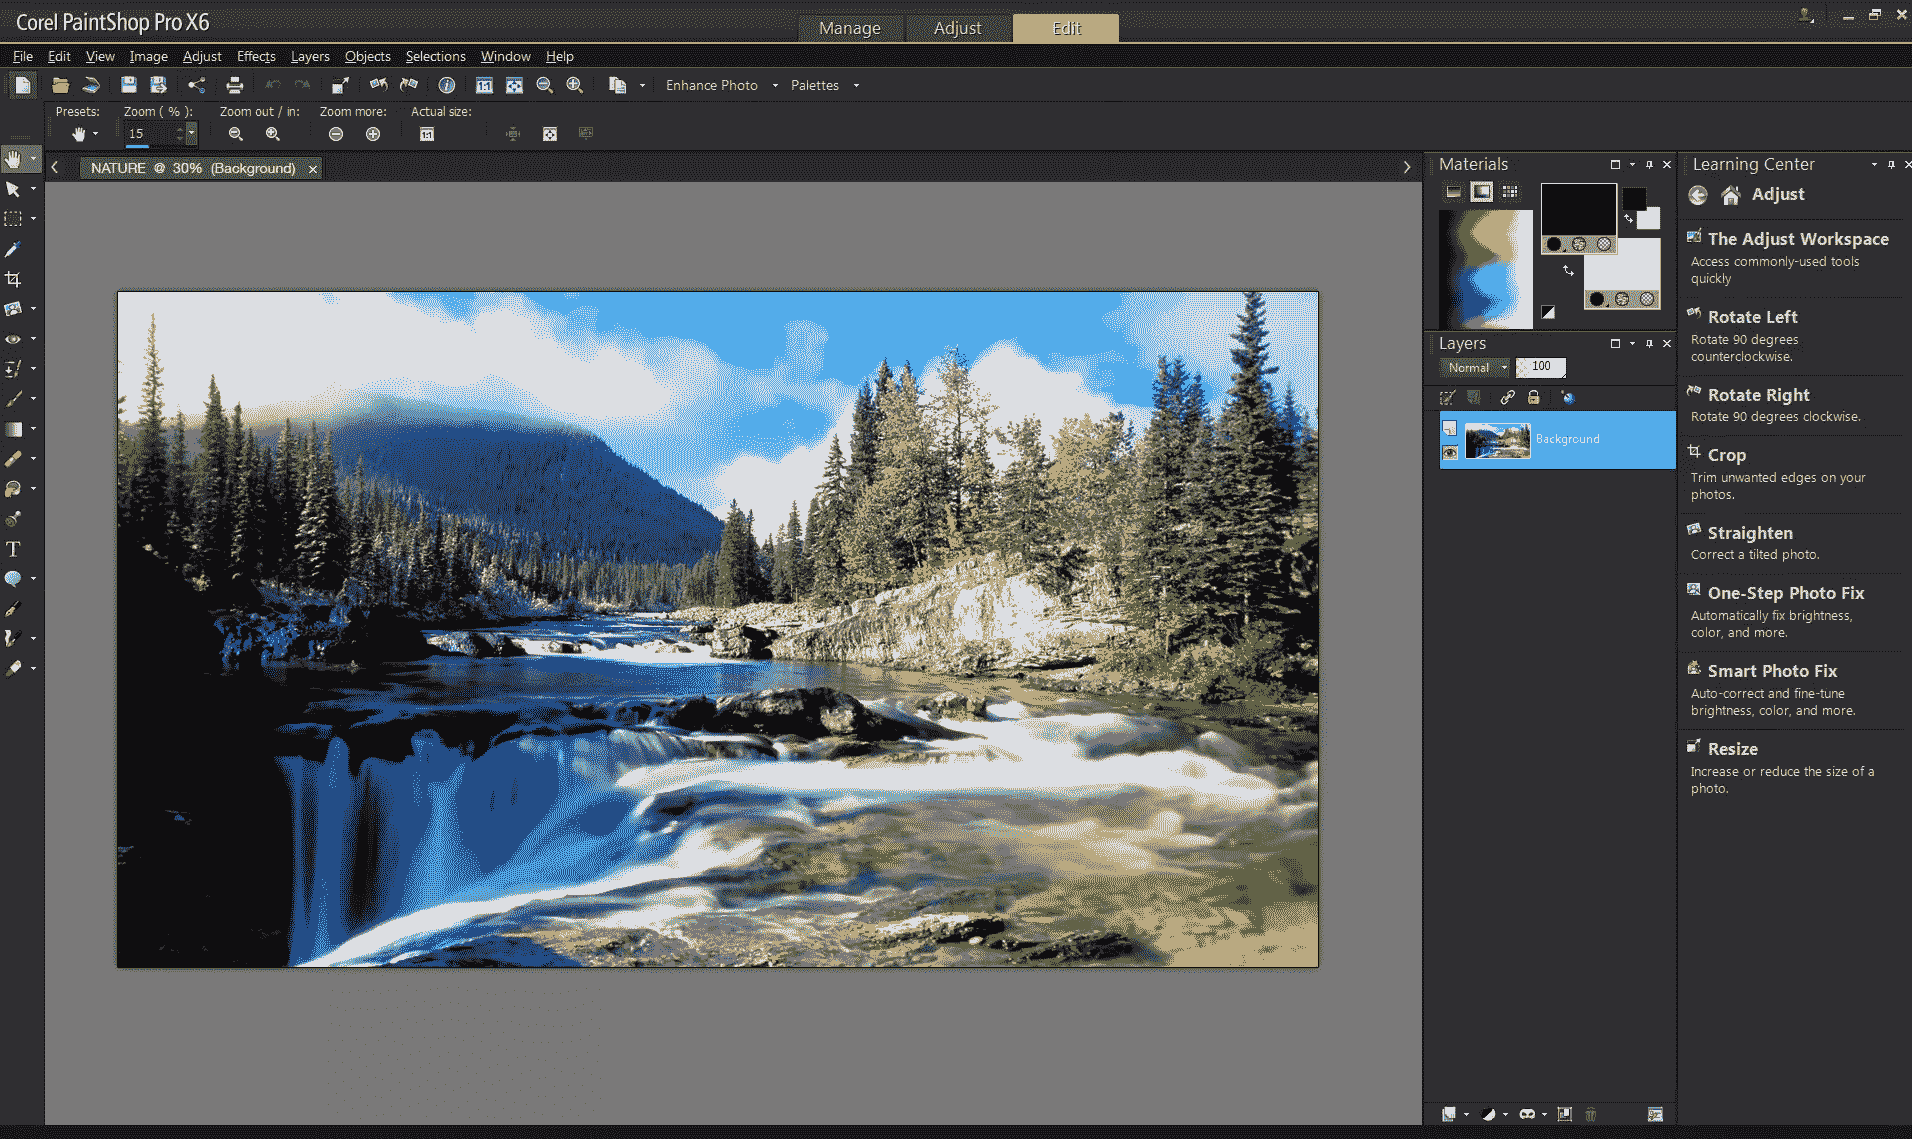 Corel PaintShop Pro X6
Manage Adjust Edit
File Edit View Image Adjust Effects Layers Objects Selections Window Help
1:1 Enhance Photo Palettes
Presets: Zoom ( % ): Zoom out / in: Zoom more: Actual size:
15 1:1
NATURE @ 30% (Background)
Materials
Layers
Normal 100
Background
Learning Center
Adjust
The Adjust Workspace
Access commonly-used tools
quickly
Rotate Left
Rotate 90 degrees
counterclockwise.
Rotate Right
Rotate 90 degrees clockwise.
Crop
Trim unwanted edges on your
photos.
Straighten
Correct a tilted photo.
One-Step Photo Fix
Automatically fix brightness,
color, and more.
Smart Photo Fix
Auto-correct and fine-tune
brightness, color, and more.
Resize
Increase or reduce the size of a
photo.